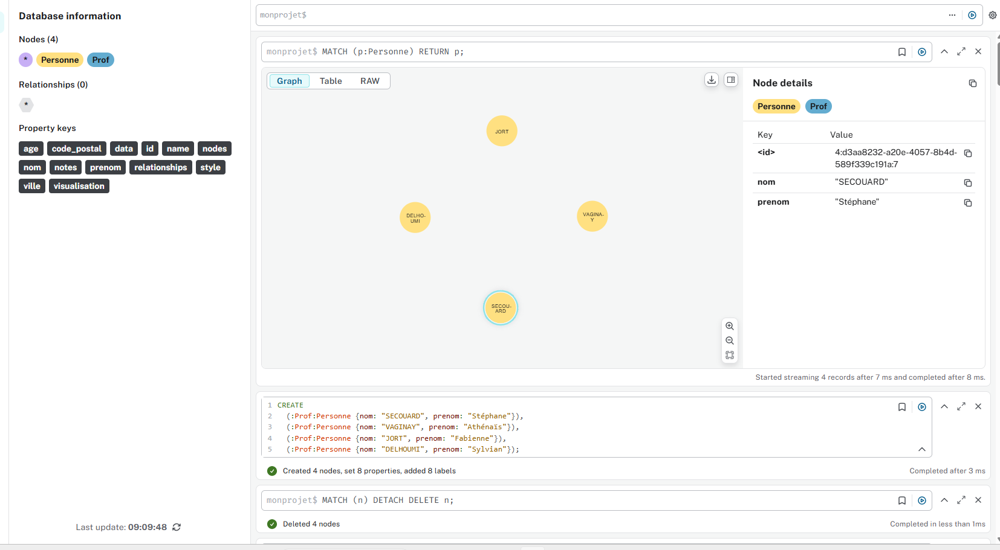 Database information
Nodes (4)
* Personne Prof
Relationships (0)
*
Property keys
age code_postal data id name nodes
nom notes prenom relationships style
ville visualisation
Last update: 09:09:48
monprojet$
monprojet$ MATCH (p:Personne) RETURN p;
Graph Table RAW
JORT
DELHO-
UMI
VAGINA-
Y
SECOU-
ARD
Node details
Personne Prof
Key Value
<id> 4:d3aa8232-a20e-4057-8b4d-
589f339c191a:7
nom "SECOUARD"
prenom "Stéphane"
Started streaming 4 records after 7 ms and completed after 8 ms.
1 CREATE
2 (:Prof:Personne {nom: "SECOUARD", prenom: "Stéphane"}),
3 (:Prof:Personne {nom: "VAGINAY", prenom: "Athénaïs"}),
4 (:Prof:Personne {nom: "JORT", prenom: "Fabienne"}),
5 (:Prof:Personne {nom: "DELHOUMI", prenom: "Sylvian"});
Created 4 nodes, set 8 properties, added 8 labels
Completed after 3 ms
monprojet$ MATCH (n) DETACH DELETE n;
Deleted 4 nodes
Completed in less than 1ms